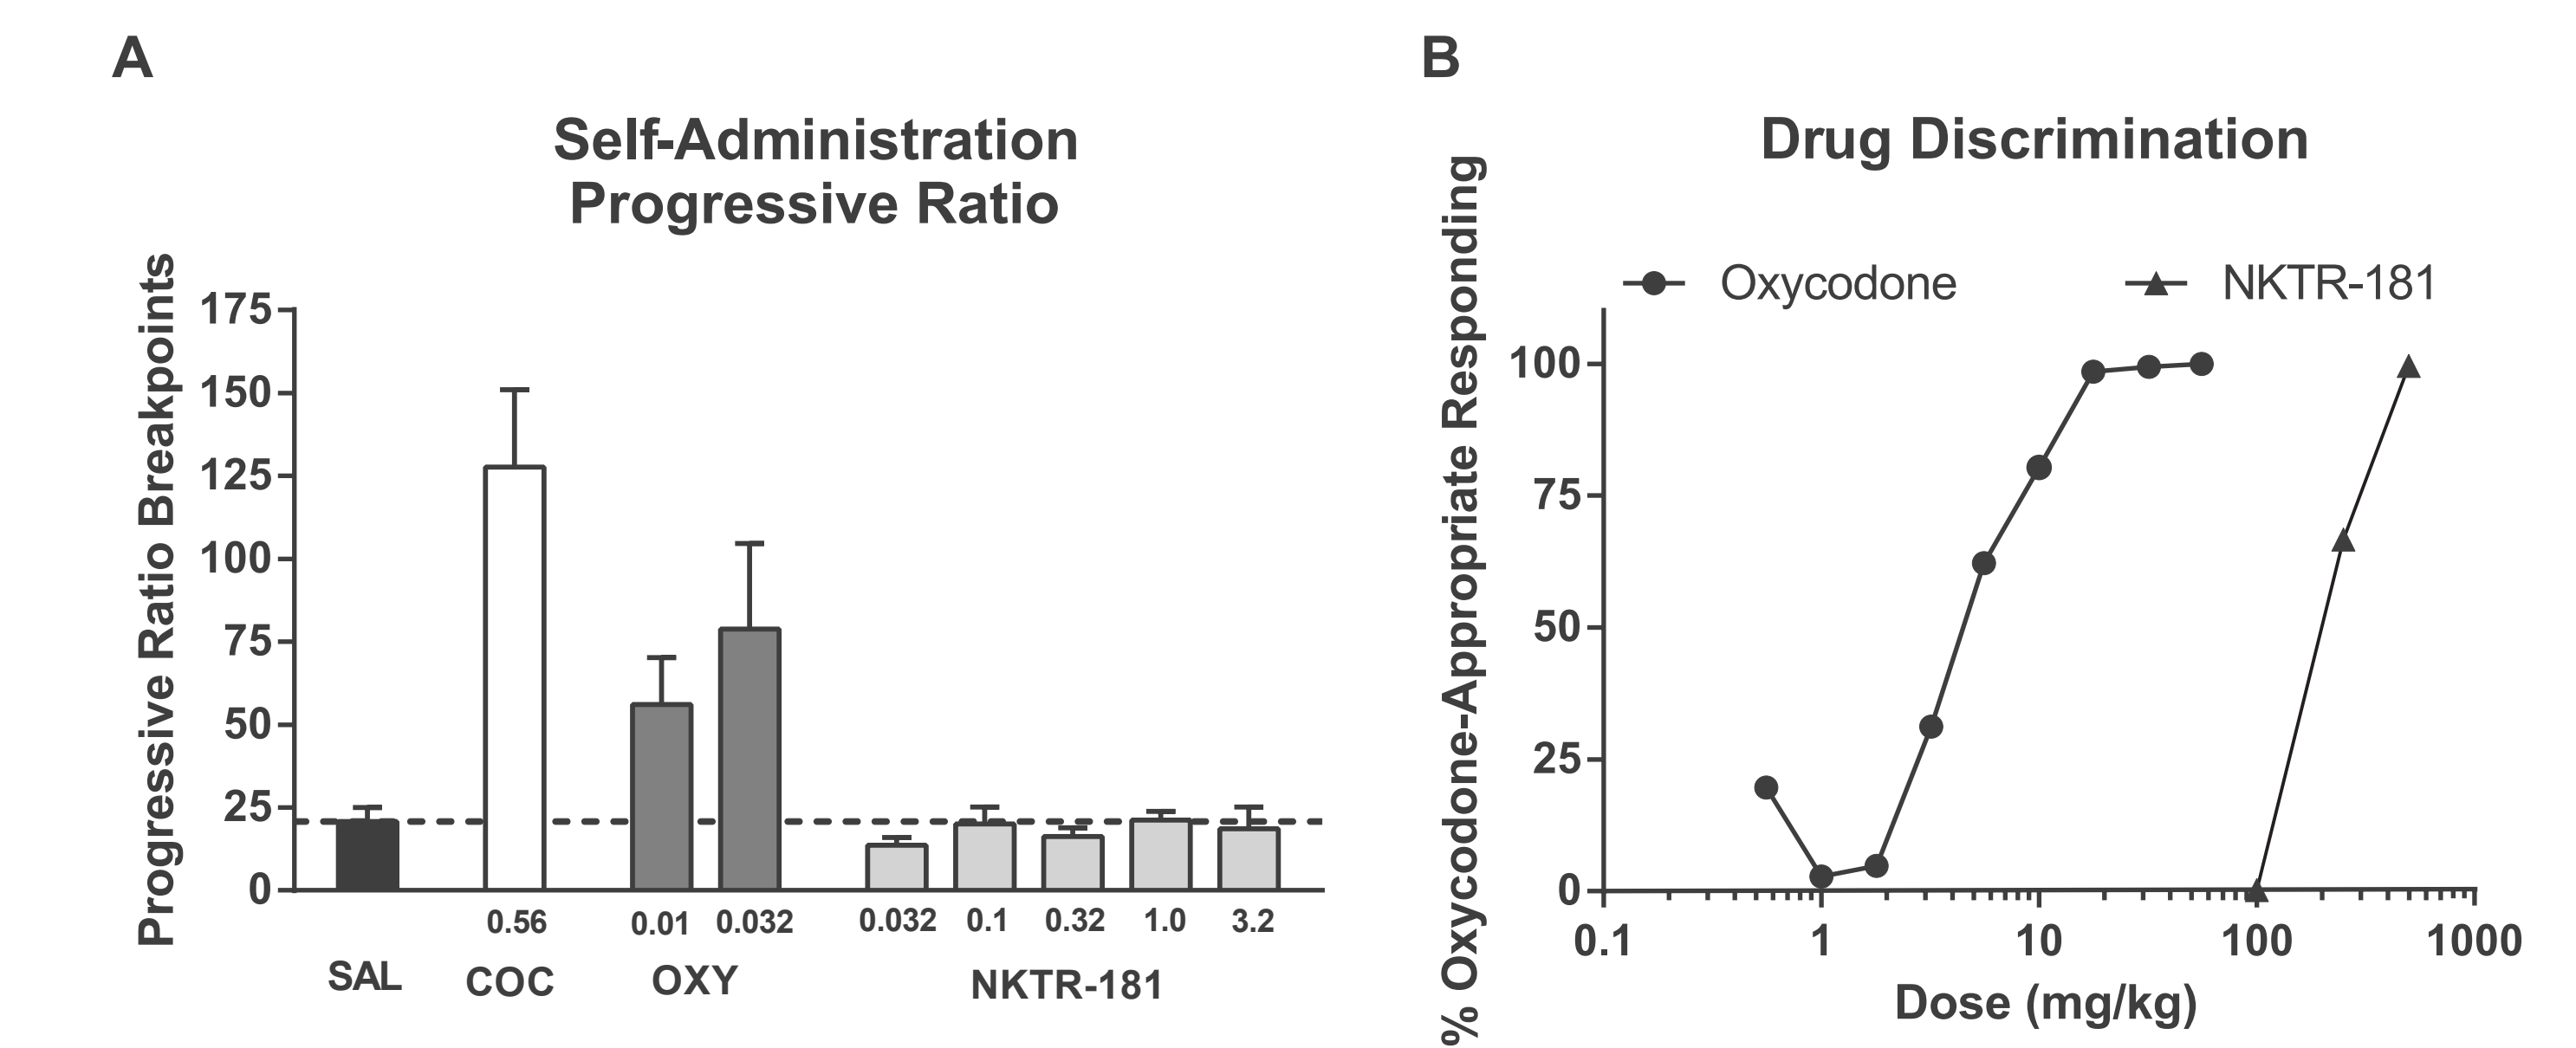 A
Self-Administration
Progressive Ratio
Progressive Ratio Breakpoints
175
150
125
100
75
50
25
0
0.56
0.01
0.032
0.032
0.1
0.32
1.0
3.2
SAL
COC
OXY
NKTR-181
B
Drug Discrimination
% Oxycodone-Appropriate Responding
Oxycodone
NKTR-181
100
75
50
25
0
0.1
1
10
100
1000
Dose (mg/kg)